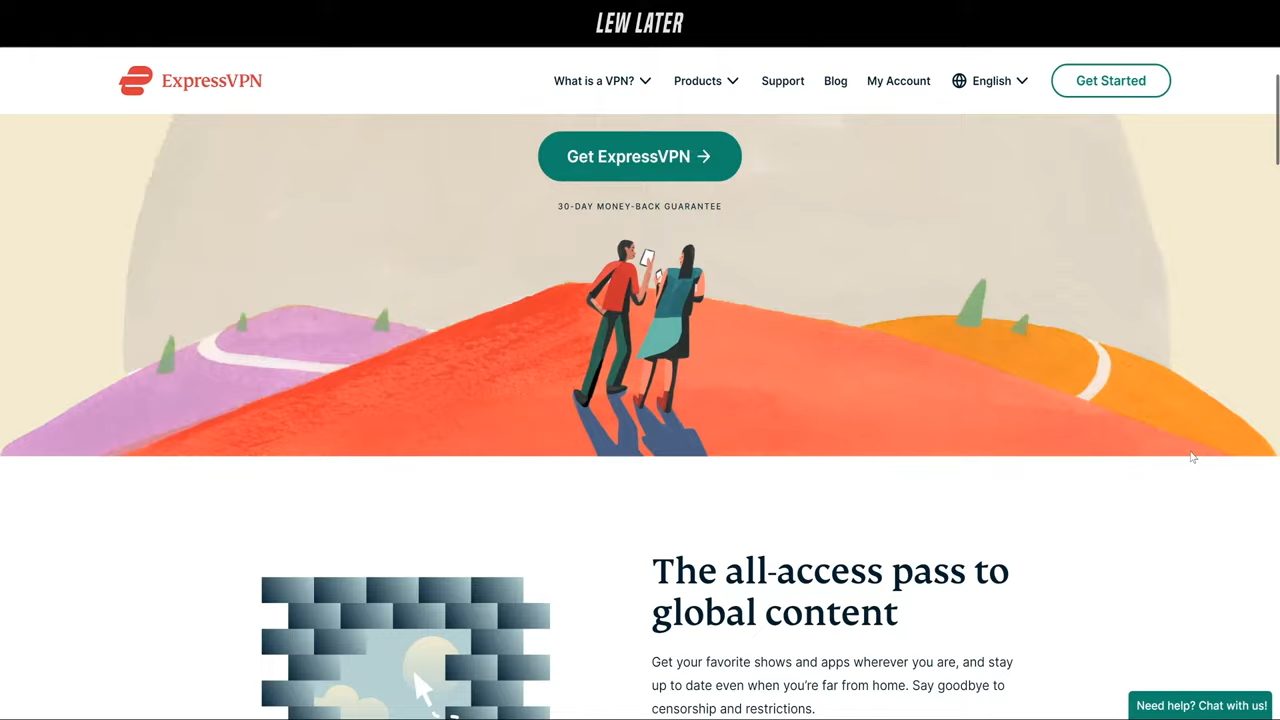 LEW LATER
ExpressVPN
What is a VPN?
Products
Support
Blog
My Account
English
Get Started
Get ExpressVPN →
30-DAY MONEY-BACK GUARANTEE
The all-access pass to
global content
Get your favorite shows and apps wherever you are, and stay
up to date even when you're far from home. Say goodbye to
censorship and restrictions.
Need help? Chat with us!